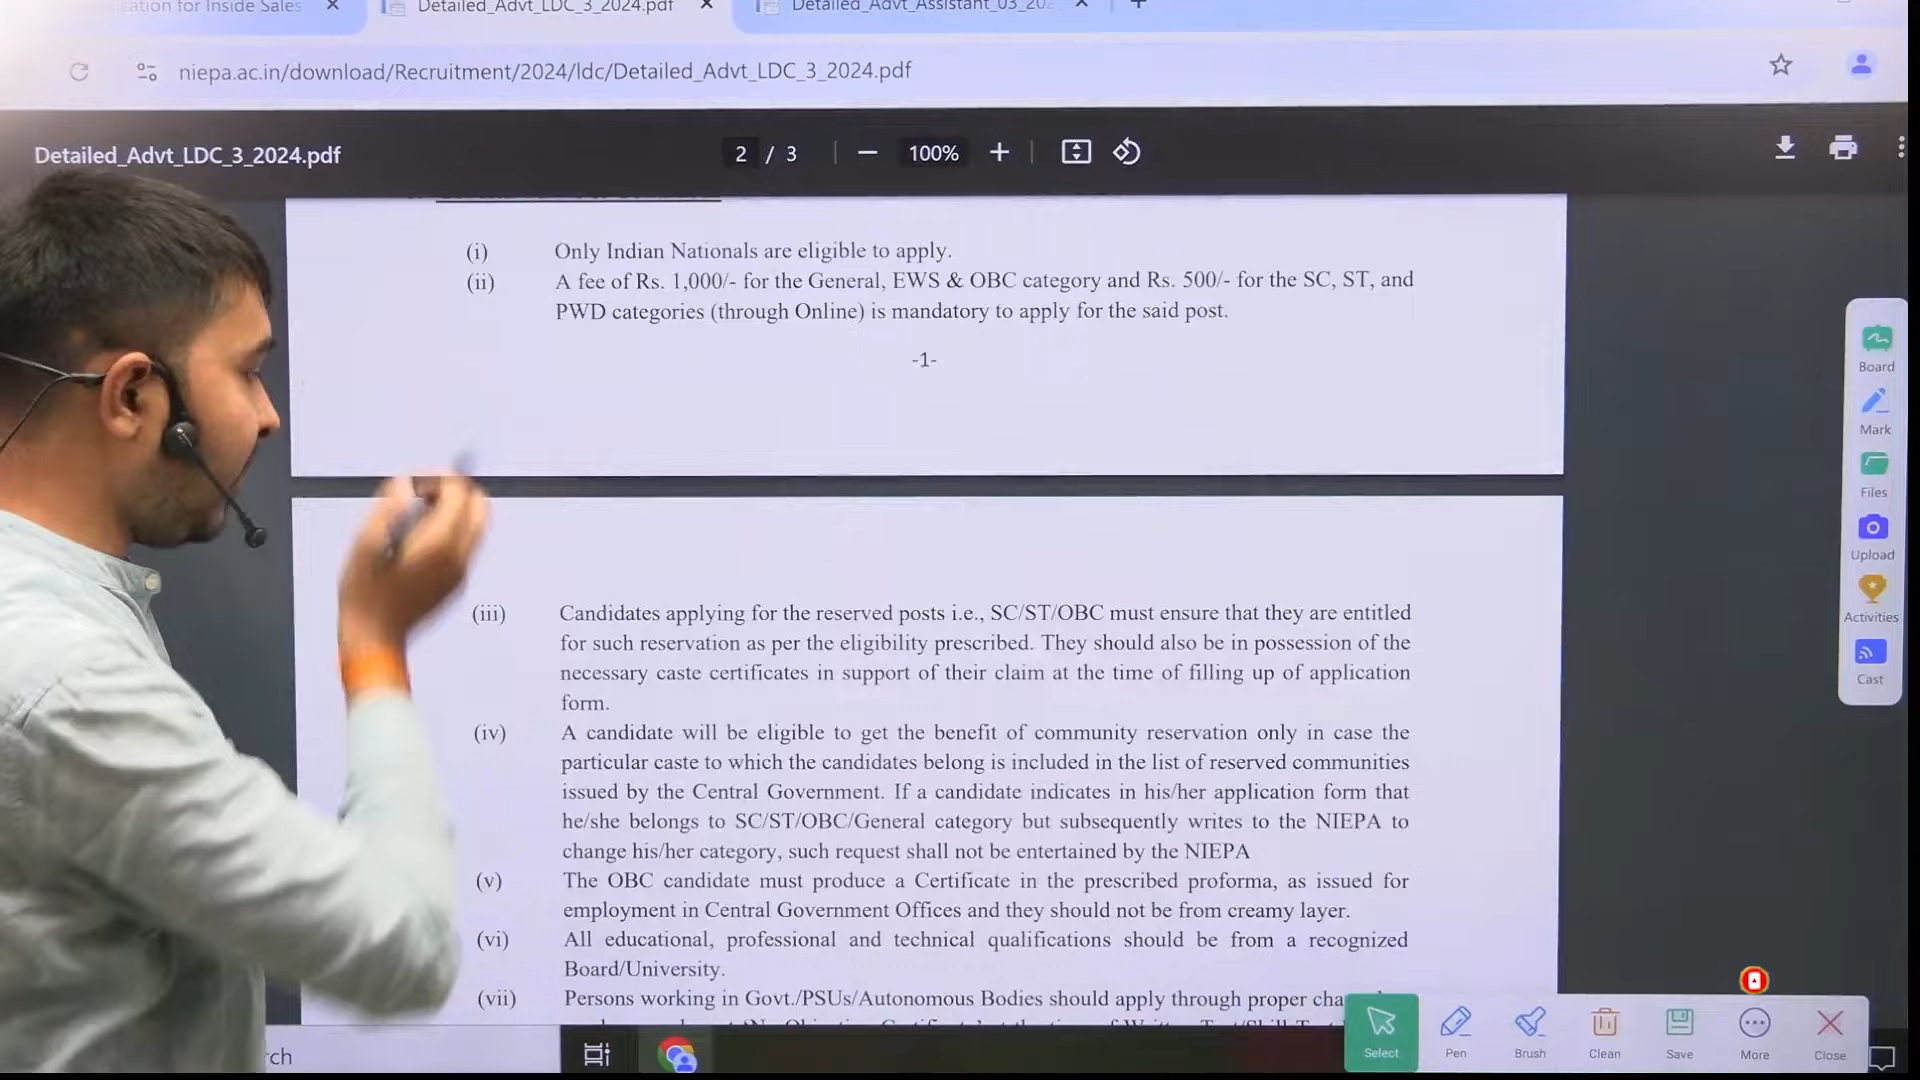 cation for Inside Sales
Detailed_Advt_LDC_3_2024.pdf
Detailed_Advt_Assistant_03_202
niepa.ac.in/download/Recruitment/2024/ldc/Detailed_Advt_LDC_3_2024.pdf
Detailed_Advt_LDC_3_2024.pdf
2 / 3
100%
(i) Only Indian Nationals are eligible to apply.
(ii) A fee of Rs. 1,000/- for the General, EWS & OBC category and Rs. 500/- for the SC, ST, and
PWD categories (through Online) is mandatory to apply for the said post.
-1-
(iii) Candidates applying for the reserved posts i.e., SC/ST/OBC must ensure that they are entitled
for such reservation as per the eligibility prescribed. They should also be in possession of the
necessary caste certificates in support of their claim at the time of filling up of application
form.
(iv) A candidate will be eligible to get the benefit of community reservation only in case the
particular caste to which the candidates belong is included in the list of reserved communities
issued by the Central Government. If a candidate indicates in his/her application form that
he/she belongs to SC/ST/OBC/General category but subsequently writes to the NIEPA to
change his/her category, such request shall not be entertained by the NIEPA
(v) The OBC candidate must produce a Certificate in the prescribed proforma, as issued for
employment in Central Government Offices and they should not be from creamy layer.
(vi) All educational, professional and technical qualifications should be from a recognized
Board/University.
(vii) Persons working in Govt./PSUs/Autonomous Bodies should apply through proper cha
Board
Mark
Files
Upload
Activities
Cast
rch
Select
Pen
Brush
Clean
Save
More
Close